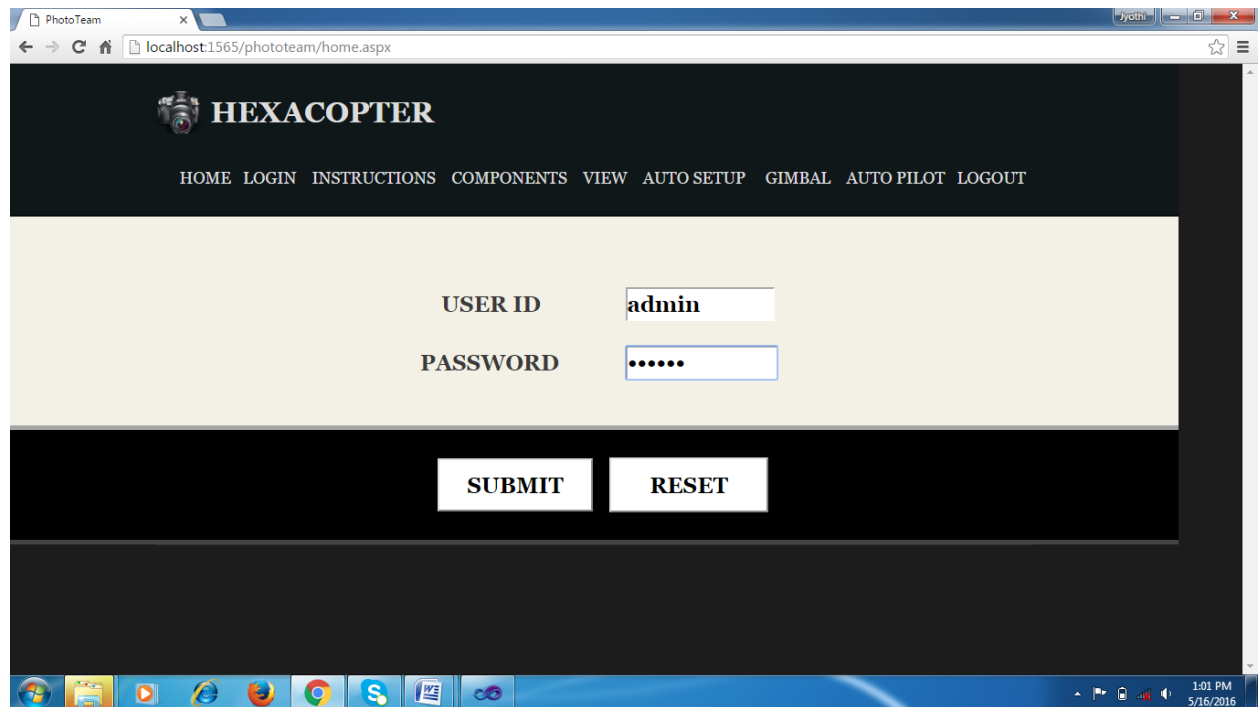 PhotoTeam
Jyothi
localhost:1565/phototeam/home.aspx
HEXACOPTER
HOME LOGIN INSTRUCTIONS COMPONENTS VIEW AUTO SETUP GIMBAL AUTO PILOT LOGOUT
USER ID admin
PASSWORD ••••••
SUBMIT RESET
1:01 PM
5/16/2016